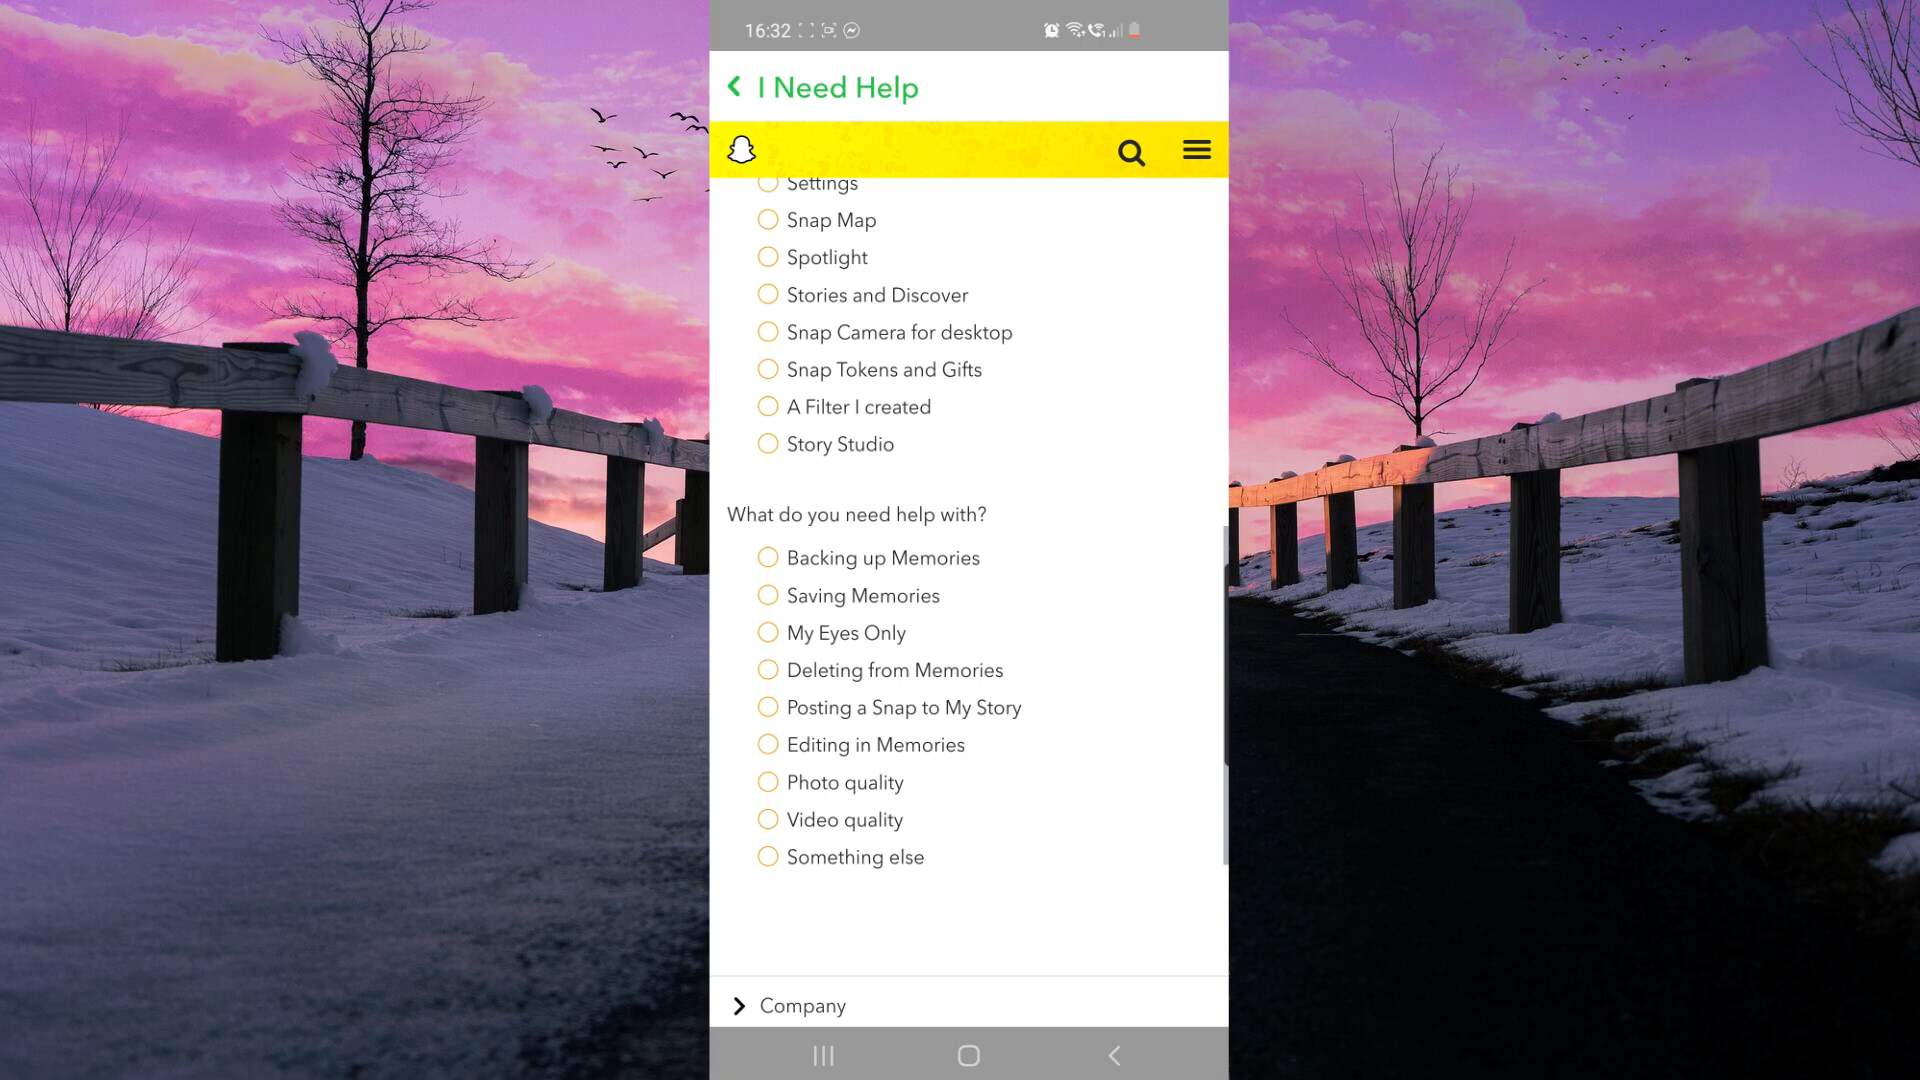 16:32
I Need Help
Settings
Snap Map
Spotlight
Stories and Discover
Snap Camera for desktop
Snap Tokens and Gifts
A Filter I created
Story Studio
What do you need help with?
Backing up Memories
Saving Memories
My Eyes Only
Deleting from Memories
Posting a Snap to My Story
Editing in Memories
Photo quality
Video quality
Something else
Company